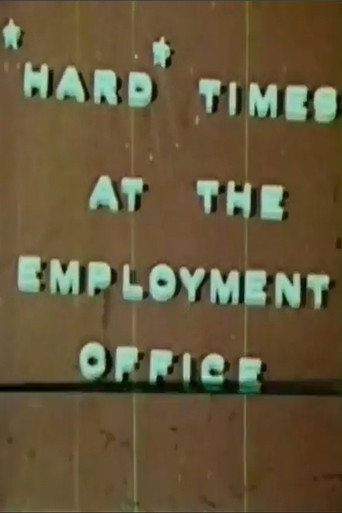 *HARD* TIMES
AT THE
EMPLOYMENT
OFFICE